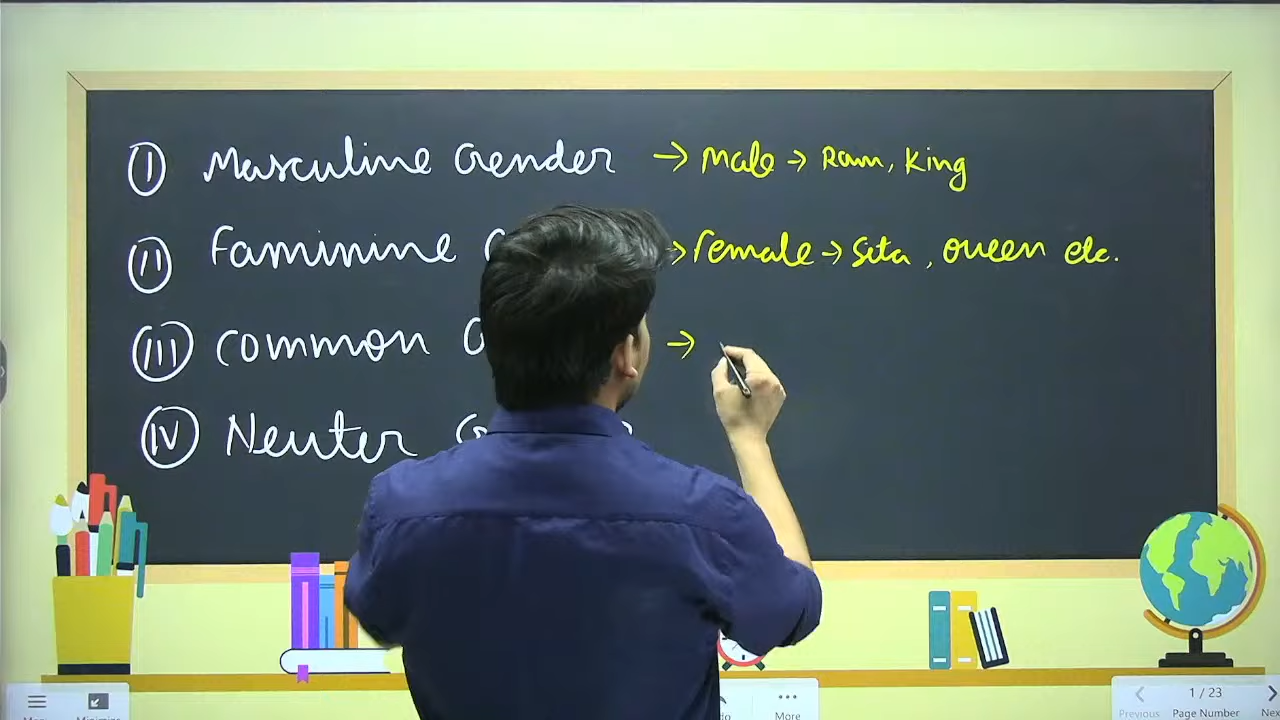 I Masculine Gender → Male → Ram, King
II Faminine → Female → Sita, Queen etc.
III Common →
IV Neuter
1 / 23
More
Previous Page Number